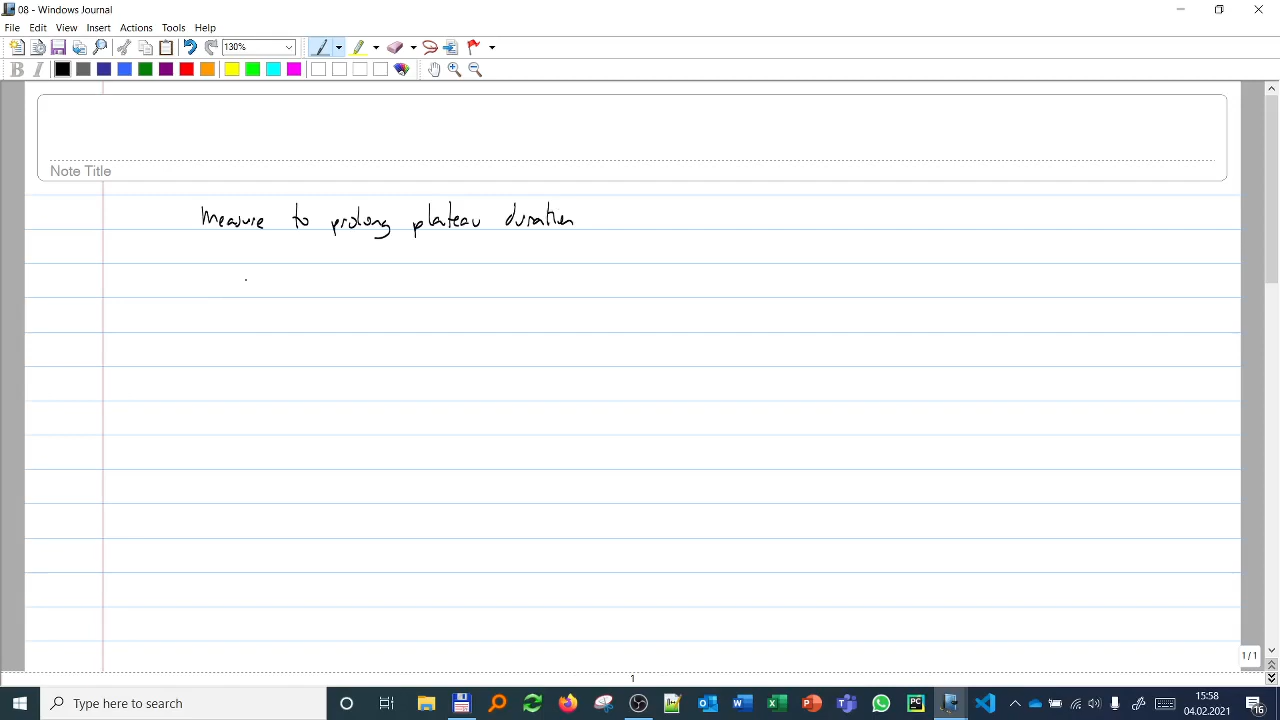 08 - Windows Journal
File Edit View Insert Actions Tools Help
130%
B I
Note Title
Measure to prolong plateau duration
1/1
1
Type here to search
15:58
04.02.2021